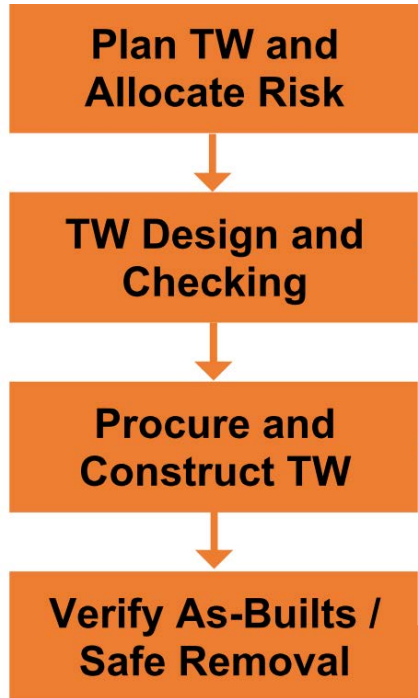 Plan TW and
Allocate Risk
TW Design and
Checking
Procure and
Construct TW
Verify As-Builts /
Safe Removal